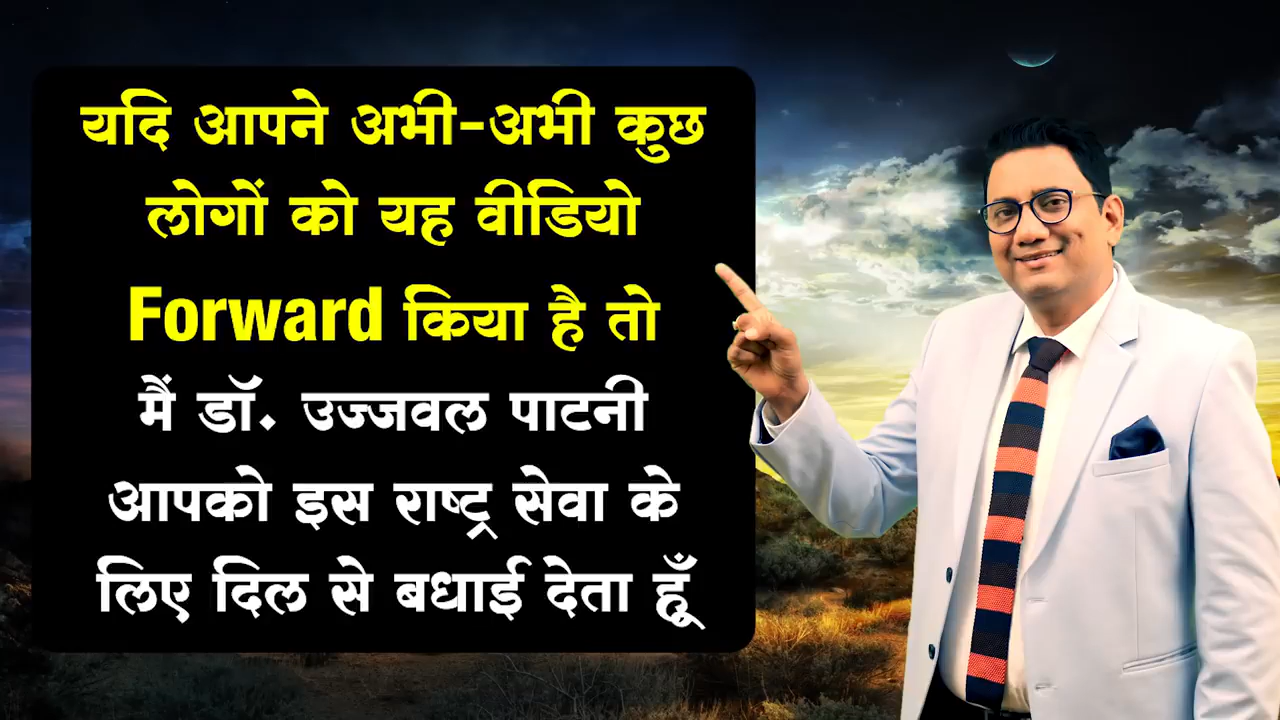 यदि आपने अभी-अभी कुछ
लोगों को यह वीडियो
Forward किया है तो
मैं डॉ. उज्जवल पाटनी
आपको इस राष्ट्र सेवा के
लिए दिल से बधाई देता हूँ